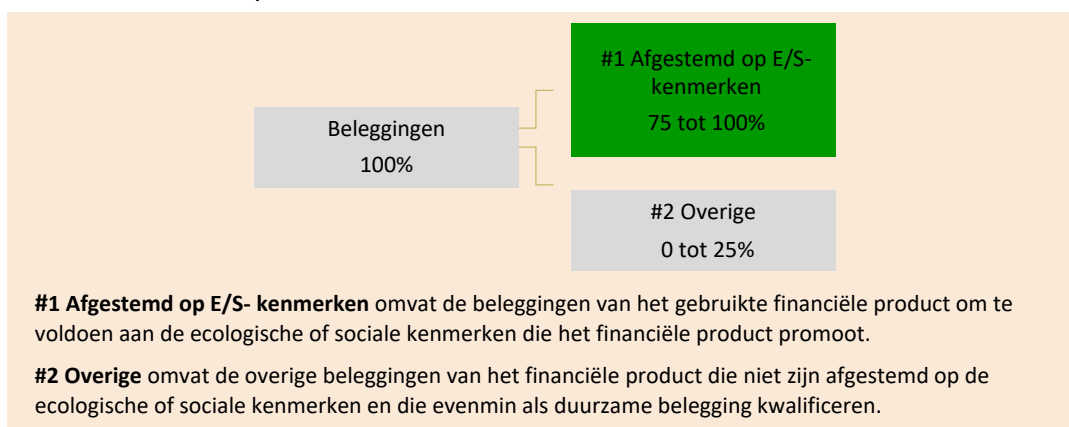 #1 Afgestemd op E/S-
kenmerken
75 tot 100%
Beleggingen
100%
#2 Overige
0 tot 25%
#1 Afgestemd op E/S- kenmerken omvat de beleggingen van het gebruikte financiële product om te
voldoen aan de ecologische of sociale kenmerken die het financiële product promoot.
#2 Overige omvat de overige beleggingen van het financiële product die niet zijn afgestemd op de
ecologische of sociale kenmerken en die evenmin als duurzame belegging kwalificeren.